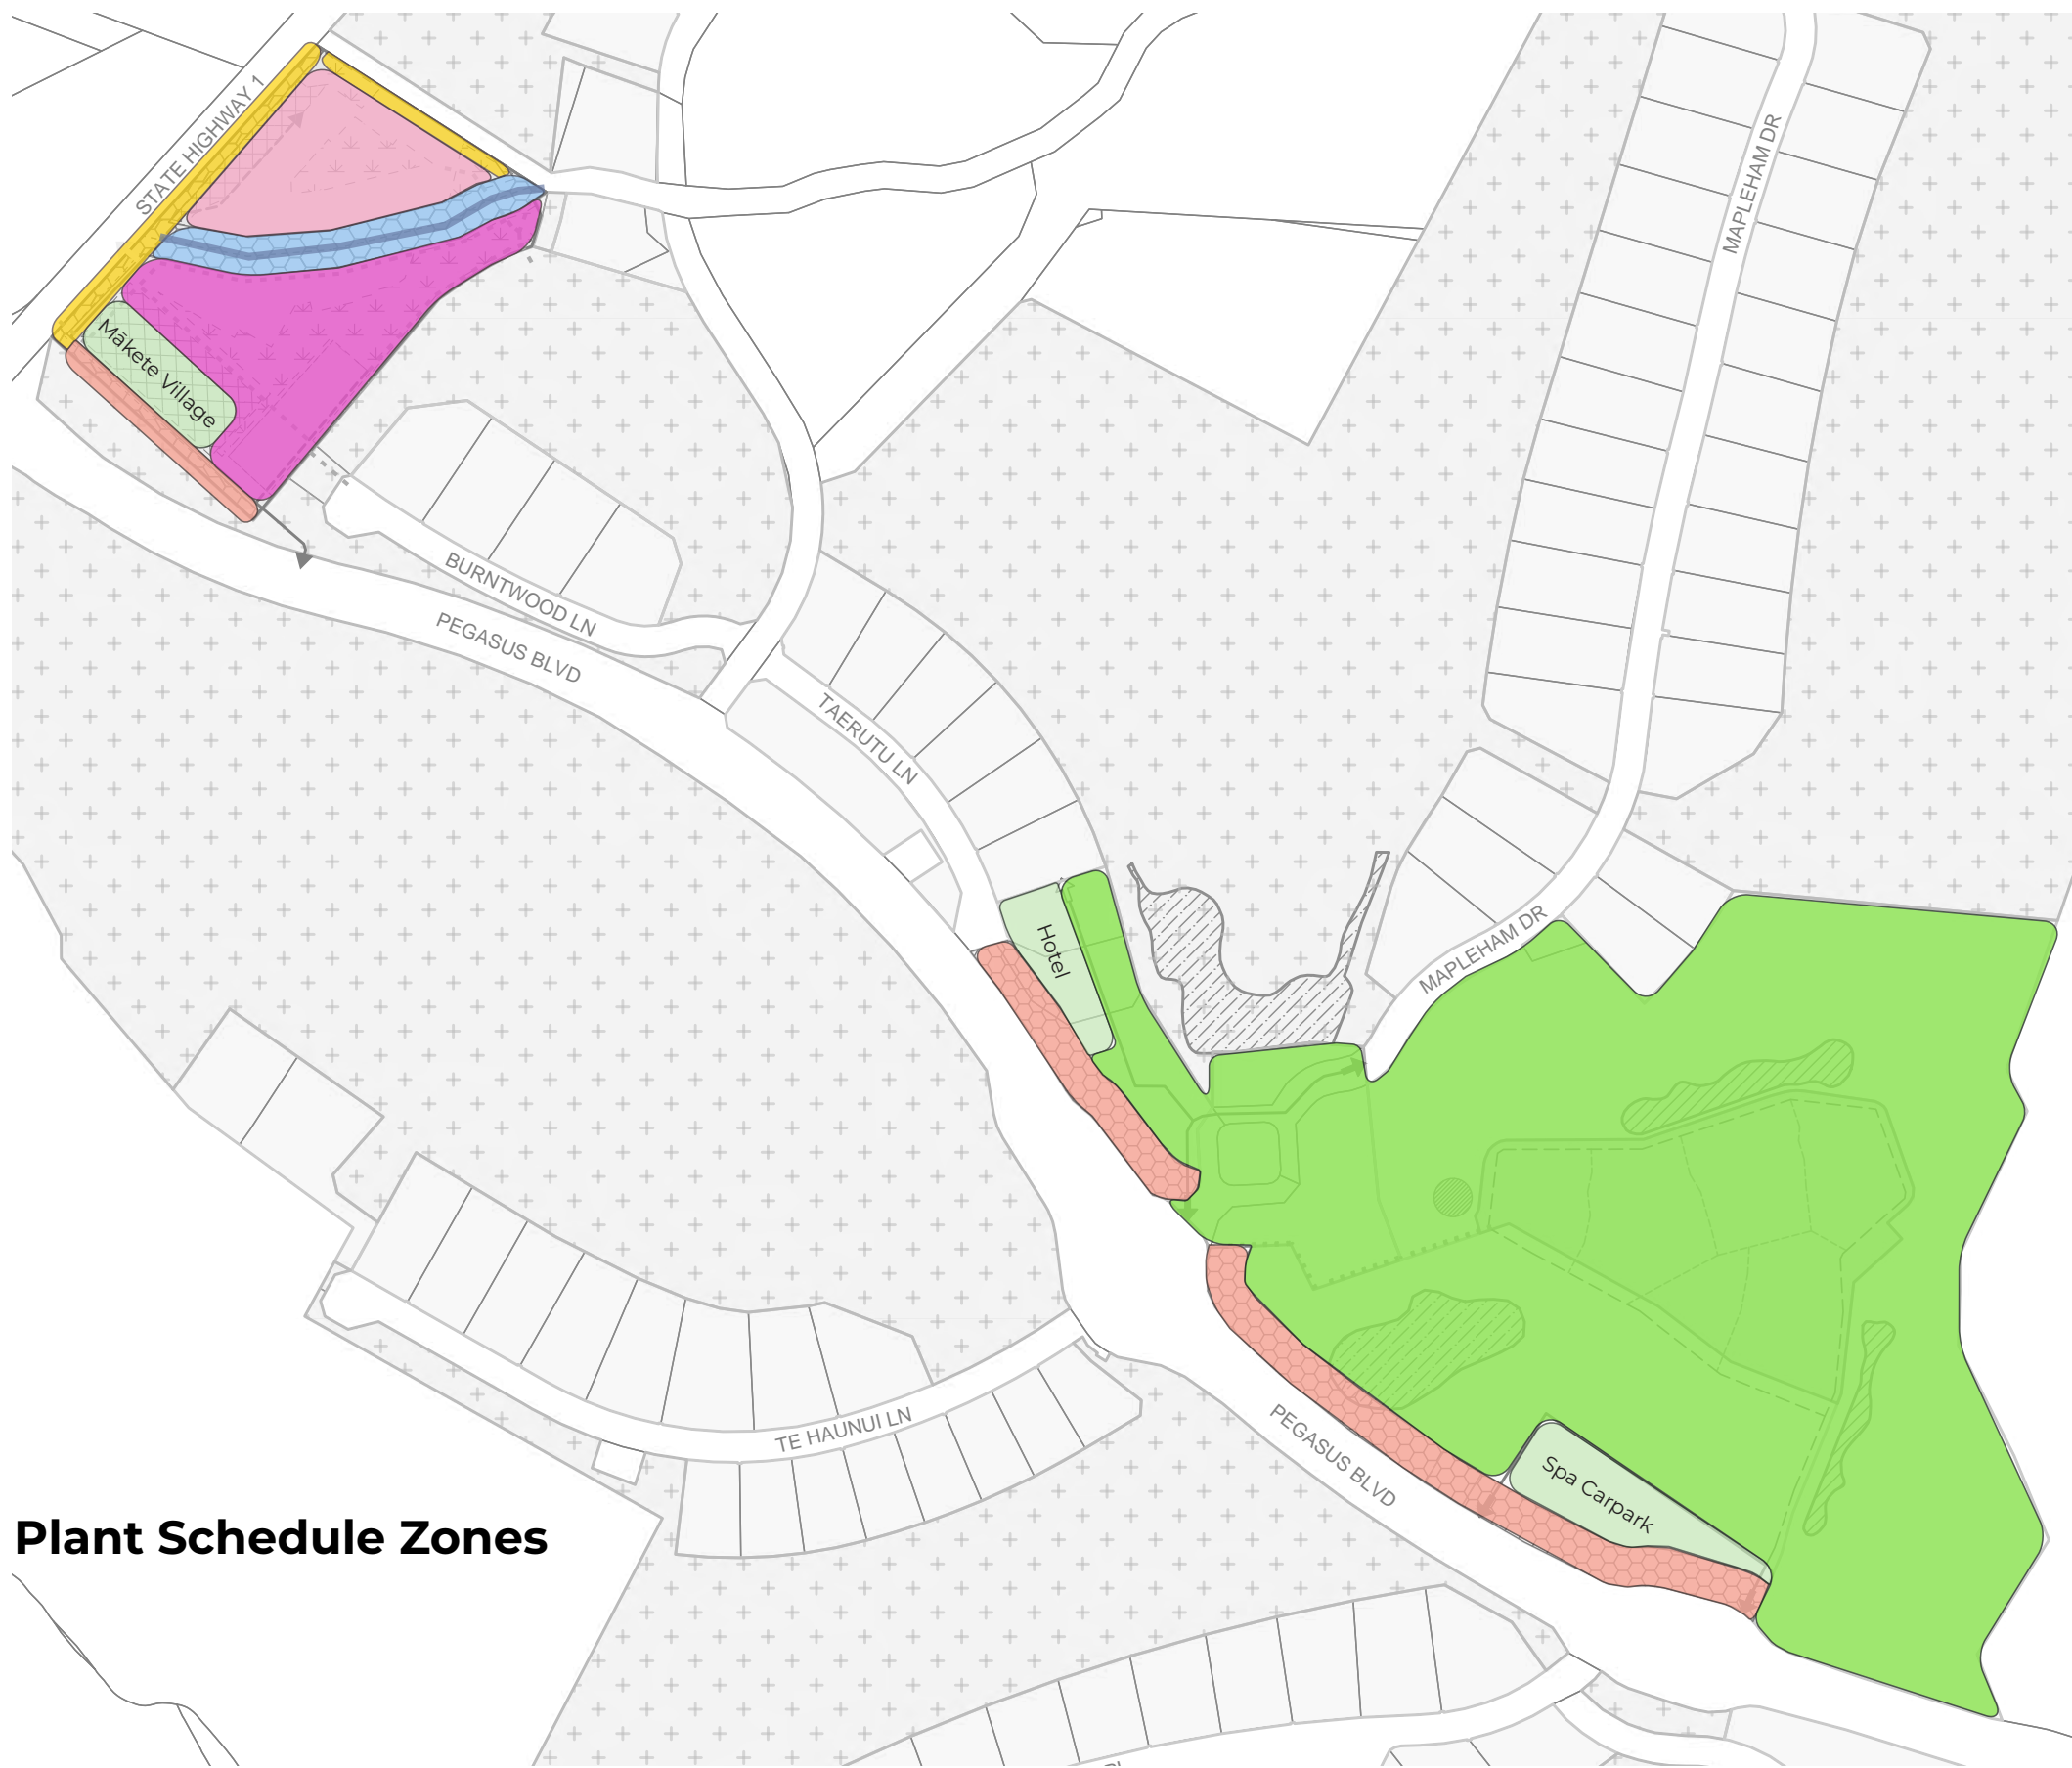 STATE HIGHWAY 1
MAPLEHAM DR
Mākete Village
BURNTWOOD LN
PEGASUS BLVD
TAERUTU LN
Hotel
MAPLEHAM DR
TE HAUNUI LN
PEGASUS BLVD
Spa Carpark
Plant Schedule Zones